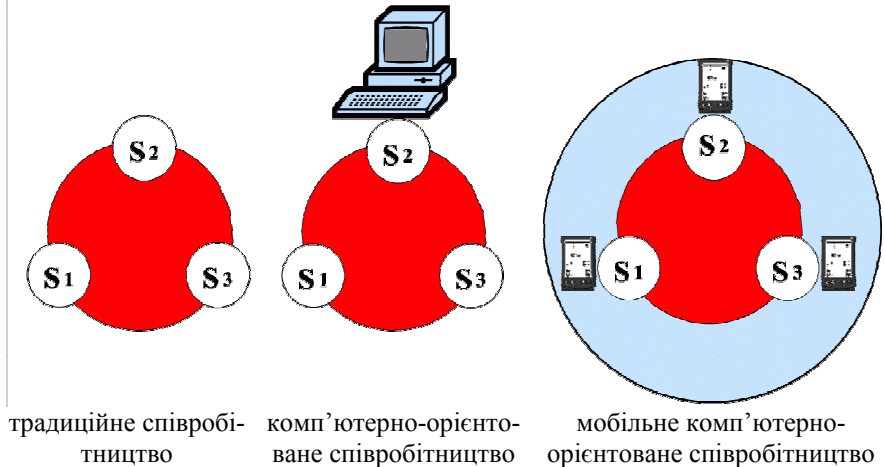 S2
S1
S3
S2
S1
S3
S2
S1
S3
традиційне співробі-
тництво
комп’ютерно-орієнто-
ване співробітництво
мобільне комп’ютерно-
орієнтоване співробітництво